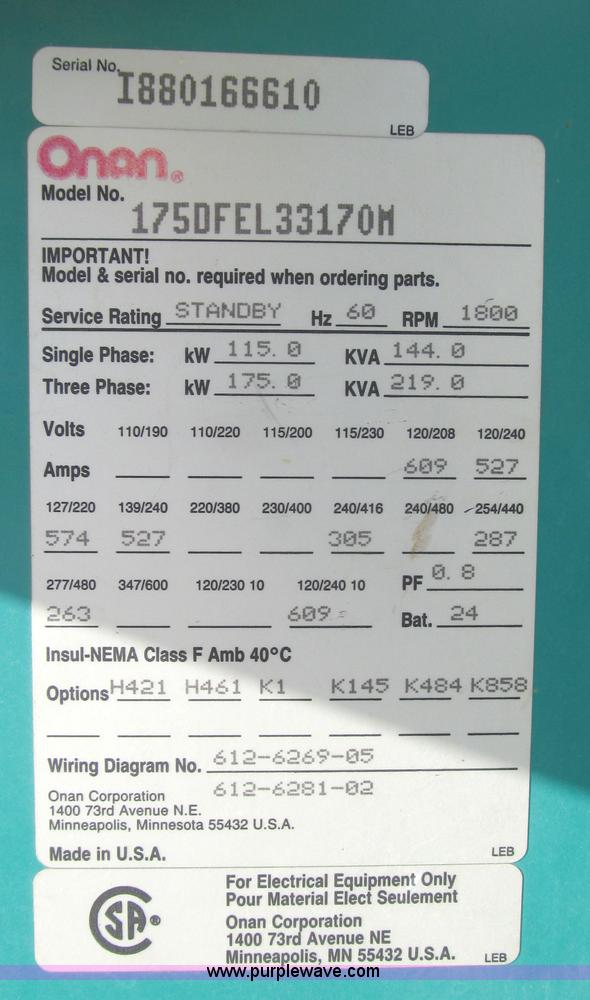 Serial No. I880166610
LEB
Onan®
Model No.
175DFEL33170M
IMPORTANT!
Model & serial no. required when ordering parts.
Service Rating STANDBY Hz 60 RPM 1800
Single Phase: kW 115.0 KVA 144.0
Three Phase: kW 175.0 KVA 219.0
Volts 110/190 110/220 115/200 115/230 120/208 120/240
Amps 609 527
127/220 139/240 220/380 230/400 240/416 240/480 254/440
574 527 305 287
277/480 347/600 120/230 10 120/240 10 PF 0.8
263 609 Bat. 24
Insul-NEMA Class F Amb 40°C
Options H421 H461 K1 K145 K484 K858
Wiring Diagram No. 612-6269-05
612-6281-02
Onan Corporation
1400 73rd Avenue N.E.
Minneapolis, Minnesota 55432 U.S.A.
Made in U.S.A. LEB
SA®
For Electrical Equipment Only
Pour Material Elect Seulement
Onan Corporation
1400 73rd Avenue NE
Minneapolis, MN 55432 U.S.A. LEB
www.purplewave.com